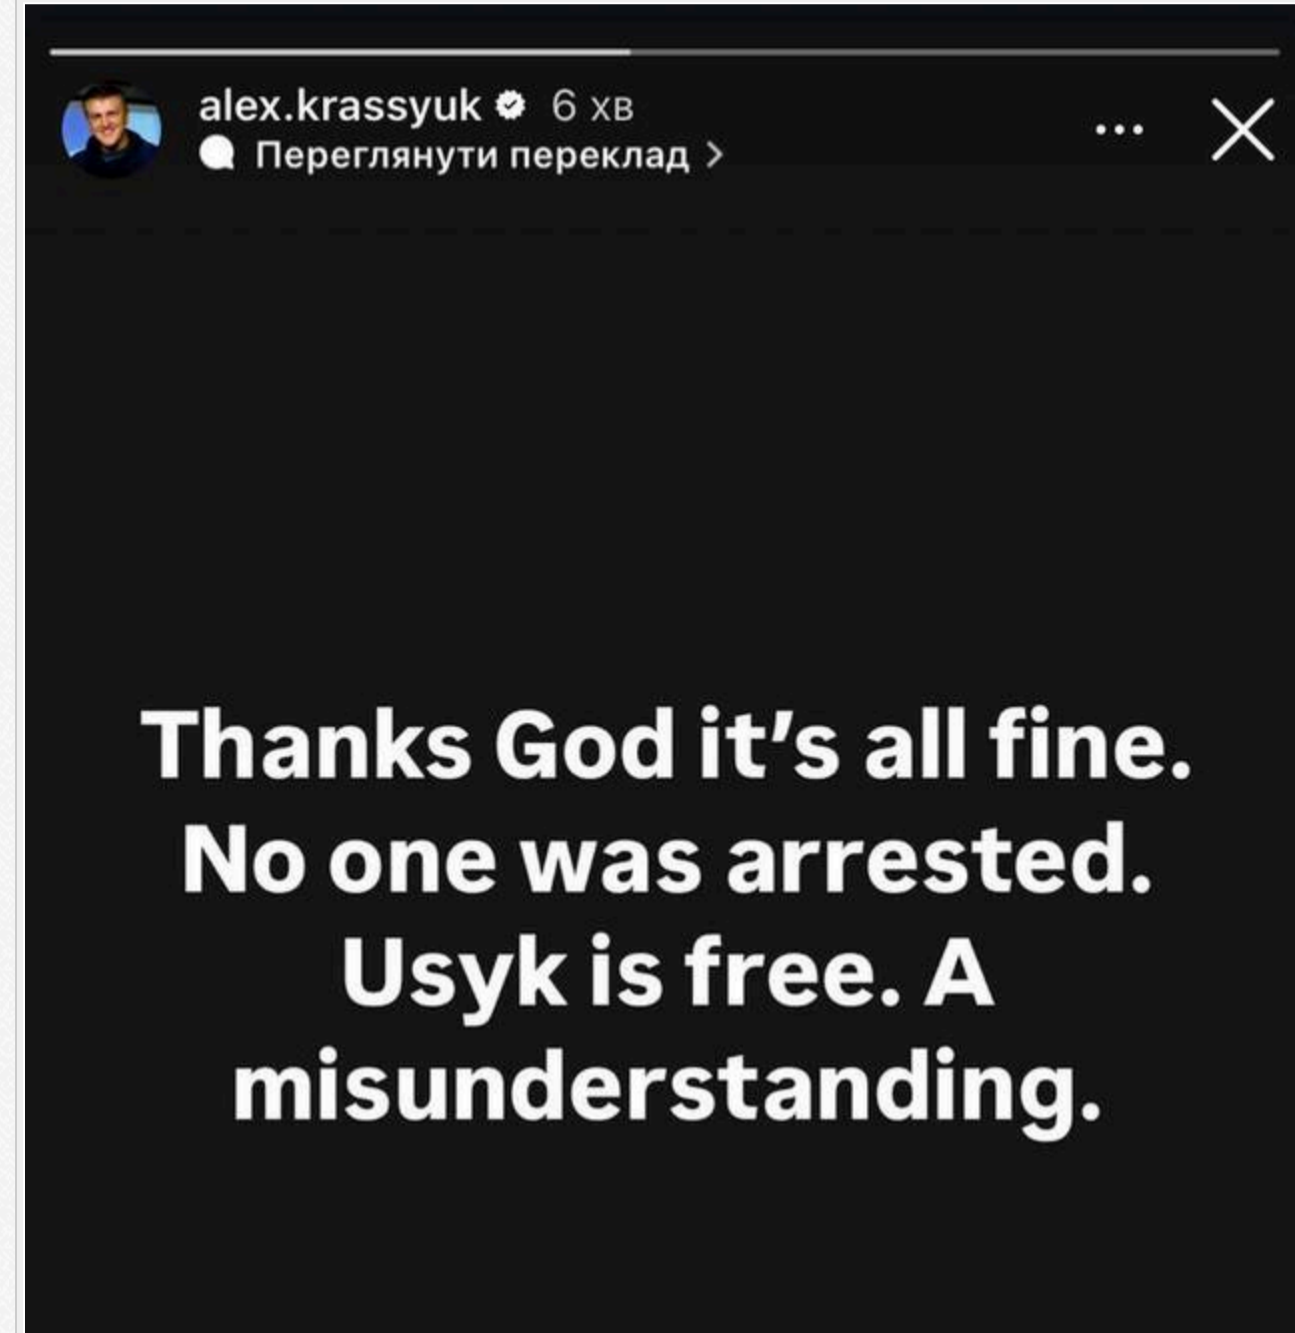 alex.krassyuk 6 хв
Переглянути переклад
Thanks God it’s all fine.
No one was arrested.
Usyk is free. A
misunderstanding.